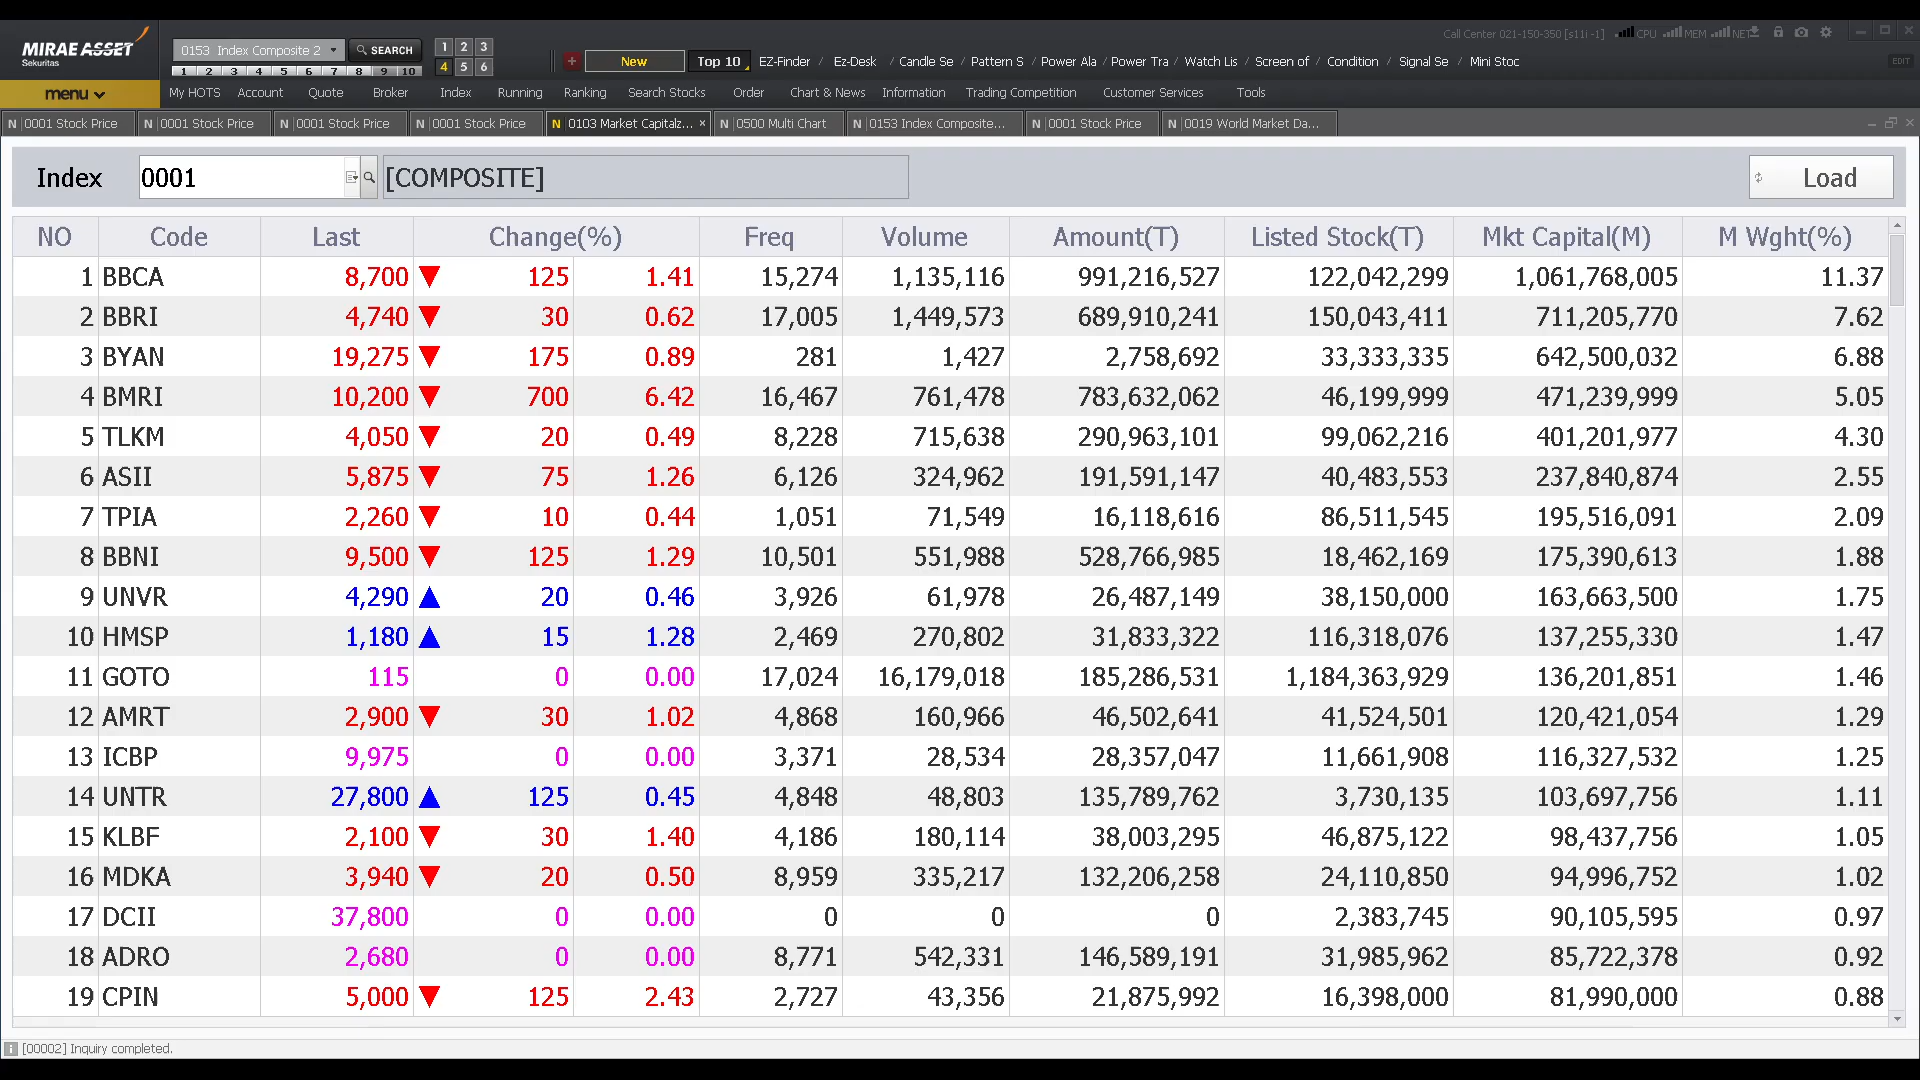 MIRAE ASSET
Sekuritas
0153 Index Composite 2
SEARCH
1 2 3
4 5 6
1 2 3 4 5 6 7 8 9 10
+ New Top 10 EZ-Finder / Ez-Desk / Candle Se / Pattern S / Power Ala / Power Tra / Watch Lis / Screen of / Condition / Signal Se / Mini Stoc
Call Center 021-150-350 CPU MEM NET
EDIT
menu My HOTS Account Quote Broker Index Running Ranking Search Stocks Order Chart & News Information Trading Competition Customer Services Tools
N 0001 Stock Price N 0001 Stock Price N 0001 Stock Price N 0001 Stock Price N 0103 Market Capitalz... × N 0500 Multi Chart N 0153 Index Composite... N 0001 Stock Price N 0019 World Market Da...
Index 0001 [COMPOSITE] Load
NO Code Last Change(%) Freq Volume Amount(T) Listed Stock(T) Mkt Capital(M) M Wght(%)
1 BBCA 8,700 ▼ 125 1.41 15,274 1,135,116 991,216,527 122,042,299 1,061,768,005 11.37
2 BBRI 4,740 ▼ 30 0.62 17,005 1,449,573 689,910,241 150,043,411 711,205,770 7.62
3 BYAN 19,275 ▼ 175 0.89 281 1,427 2,758,692 33,333,335 642,500,032 6.88
4 BMRI 10,200 ▼ 700 6.42 16,467 761,478 783,632,062 46,199,999 471,239,999 5.05
5 TLKM 4,050 ▼ 20 0.49 8,228 715,638 290,963,101 99,062,216 401,201,977 4.30
6 ASII 5,875 ▼ 75 1.26 6,126 324,962 191,591,147 40,483,553 237,840,874 2.55
7 TPIA 2,260 ▼ 10 0.44 1,051 71,549 16,118,616 86,511,545 195,516,091 2.09
8 BBNI 9,500 ▼ 125 1.29 10,501 551,988 528,766,985 18,462,169 175,390,613 1.88
9 UNVR 4,290 ▲ 20 0.46 3,926 61,978 26,487,149 38,150,000 163,663,500 1.75
10 HMSP 1,180 ▲ 15 1.28 2,469 270,802 31,833,322 116,318,076 137,255,330 1.47
11 GOTO 115 0 0.00 17,024 16,179,018 185,286,531 1,184,363,929 136,201,851 1.46
12 AMRT 2,900 ▼ 30 1.02 4,868 160,966 46,502,641 41,524,501 120,421,054 1.29
13 ICBP 9,975 0 0.00 3,371 28,534 28,357,047 11,661,908 116,327,532 1.25
14 UNTR 27,800 ▲ 125 0.45 4,848 48,803 135,789,762 3,730,135 103,697,756 1.11
15 KLBF 2,100 ▼ 30 1.40 4,186 180,114 38,003,295 46,875,122 98,437,756 1.05
16 MDKA 3,940 ▼ 20 0.50 8,959 335,217 132,206,258 24,110,850 94,996,752 1.02
17 DCII 37,800 0 0.00 0 0 0 2,383,745 90,105,595 0.97
18 ADRO 2,680 0 0.00 8,771 542,331 146,589,191 31,985,962 85,722,378 0.92
19 CPIN 5,000 ▼ 125 2.43 2,727 43,356 21,875,992 16,398,000 81,990,000 0.88
[00002] Inquiry completed.